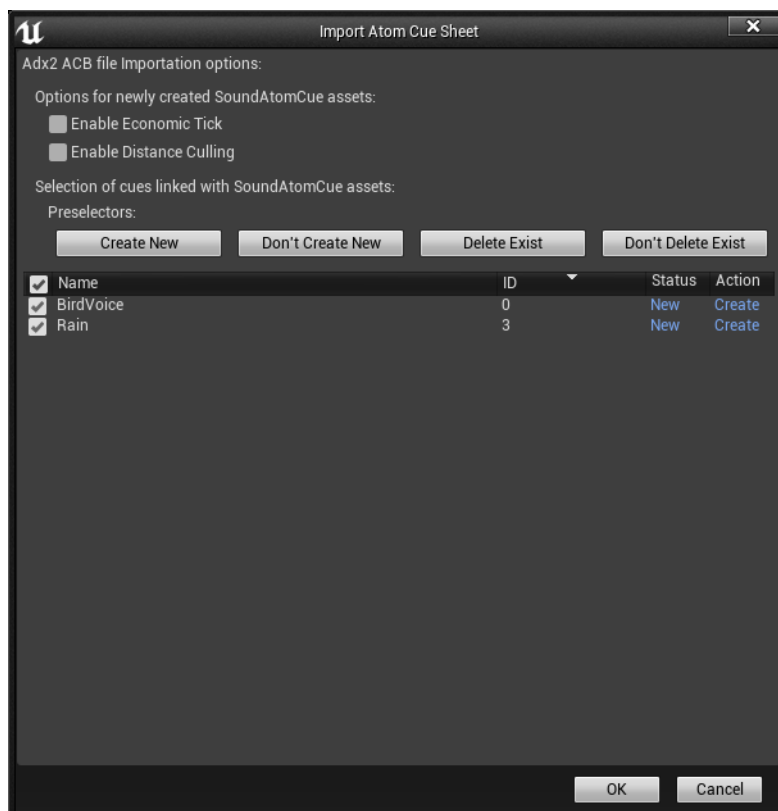 Import Atom Cue Sheet
Adx2 ACB file Importation options:
Options for newly created SoundAtomCue assets:
Enable Economic Tick
Enable Distance Culling
Selection of cues linked with SoundAtomCue assets:
Preselectors:
Create New Don't Create New Delete Exist Don't Delete Exist
Name ID Status Action
BirdVoice 0 New Create
Rain 3 New Create
OK Cancel